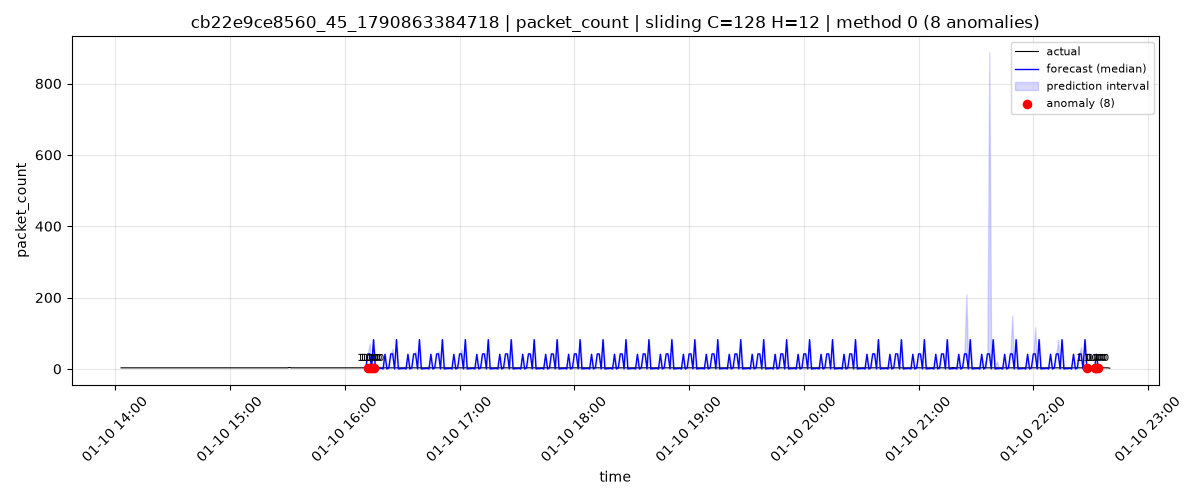 cb22e9ce8560_45_1790863384718 | packet_count | sliding C=128 H=12 | method 0 (8 anomalies)
actual
forecast (median)
prediction interval
anomaly (8)
packet_count
800
600
400
200
0
01-10 14:00
01-10 15:00
01-10 16:00
01-10 17:00
01-10 18:00
01-10 19:00
01-10 20:00
01-10 21:00
01-10 22:00
01-10 23:00
time